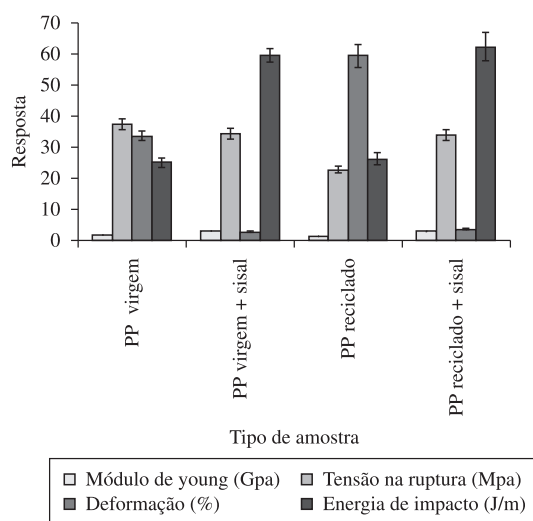 70
60
50
40
30
20
10
0
Resposta
PP virgem
PP virgem + sisal
PP reciclado
PP reciclado + sisal
Tipo de amostra
Módulo de young (Gpa)
Tensão na ruptura (Mpa)
Deformação (%)
Energia de impacto (J/m)